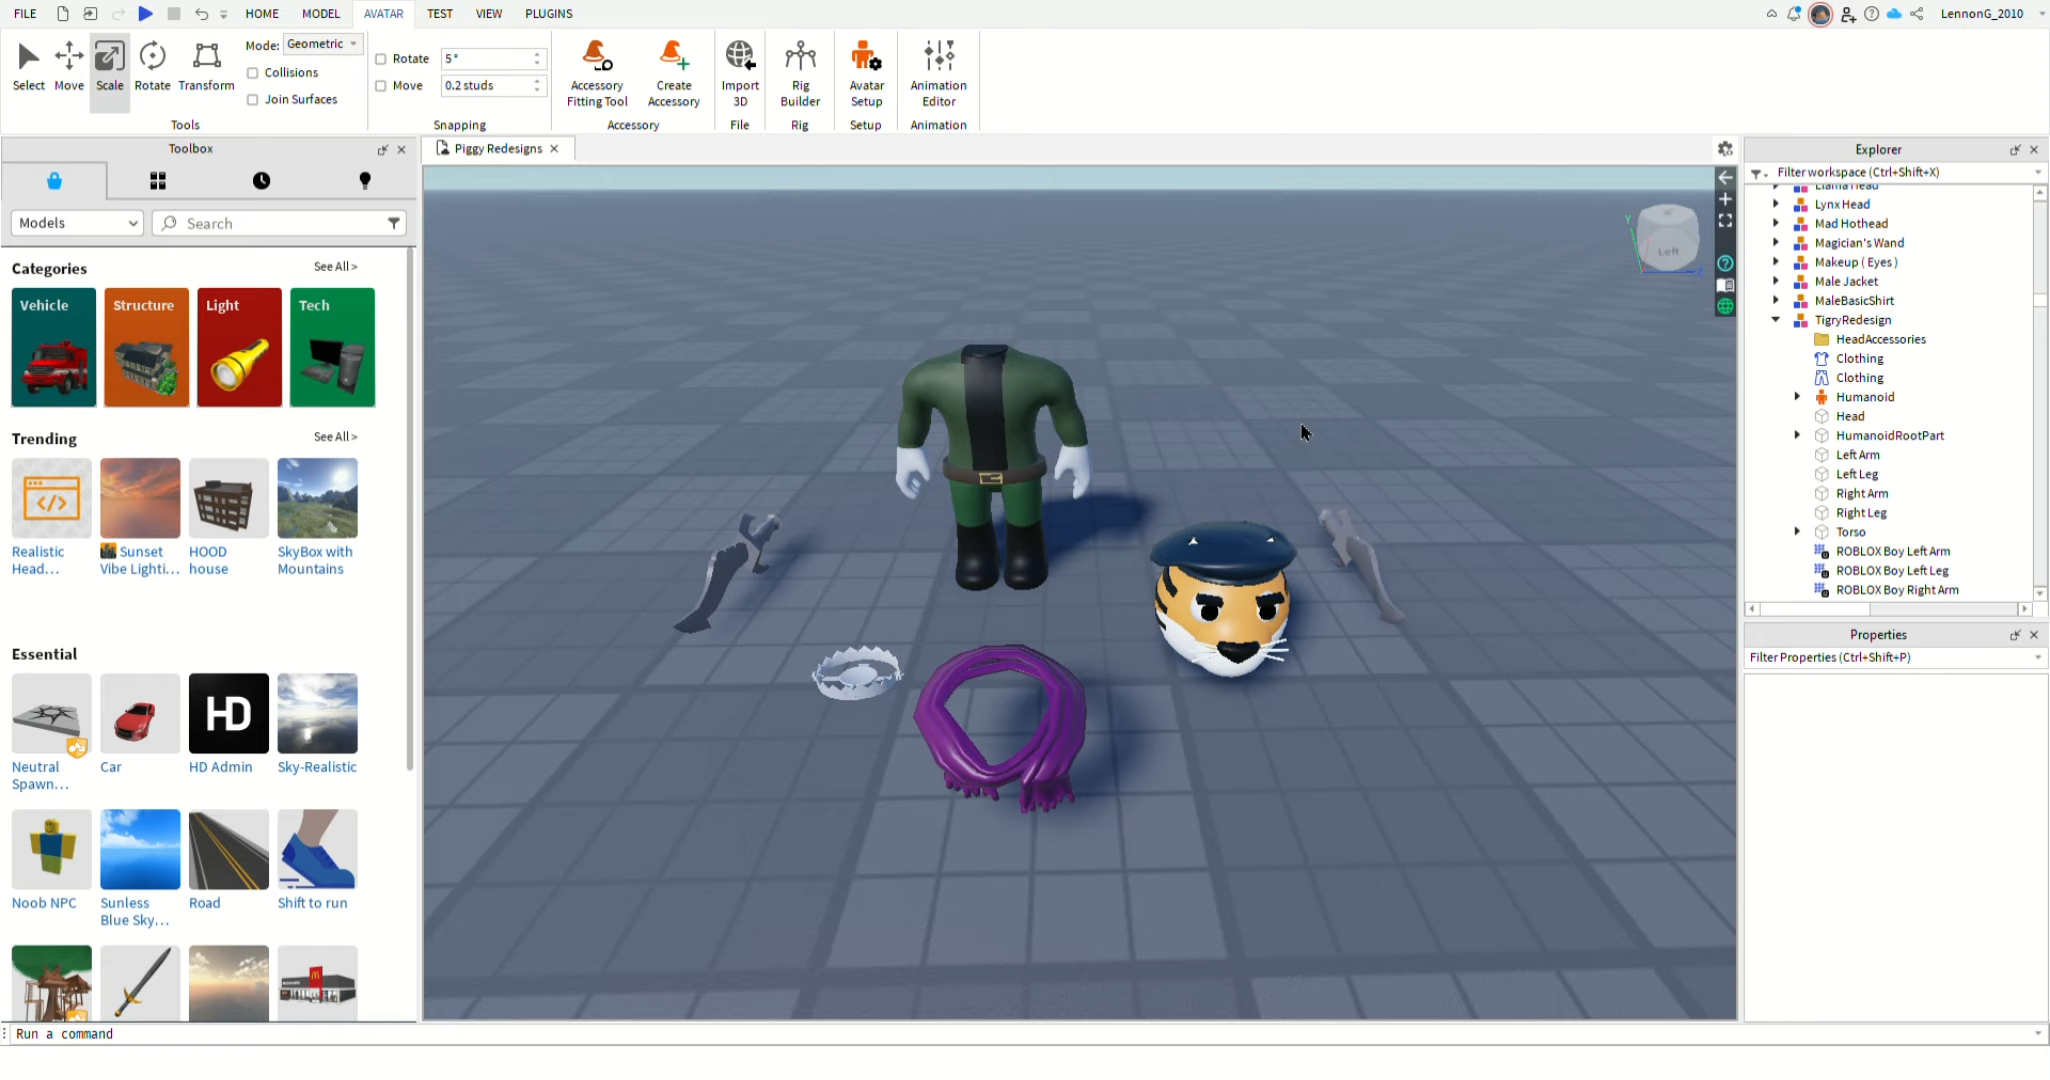 FILE
HOME
MODEL
AVATAR
TEST
VIEW
PLUGINS
LennonG_2010
Select
Move
Scale
Rotate
Transform
Mode: Geometric
Collisions
Join Surfaces
Tools
Rotate 5°
Move 0.2 studs
Snapping
Accessory
Fitting Tool
Create
Accessory
Accessory
Import
3D
File
Rig
Builder
Rig
Avatar
Setup
Setup
Animation
Editor
Animation
Toolbox
Models
Search
Categories
See All >
Vehicle
Structure
Light
Tech
Trending
See All >
Realistic
Head...
Sunset
Vibe Lighti...
HOOD
house
SkyBox with
Mountains
Essential
HD
Neutral
Spawn...
Car
HD Admin
Sky-Realistic
Noob NPC
Sunless
Blue Sky...
Road
Shift to run
Piggy Redesigns
Left
Y
Z
Explorer
Filter workspace (Ctrl+Shift+X)
Llama Head
Lynx Head
Mad Hothead
Magician's Wand
Makeup ( Eyes )
Male Jacket
MaleBasicShirt
TigryRedesign
HeadAccessories
Clothing
Clothing
Humanoid
Head
HumanoidRootPart
Left Arm
Left Leg
Right Arm
Right Leg
Torso
ROBLOX Boy Left Arm
ROBLOX Boy Left Leg
ROBLOX Boy Right Arm
Properties
Filter Properties (Ctrl+Shift+P)
Run a command